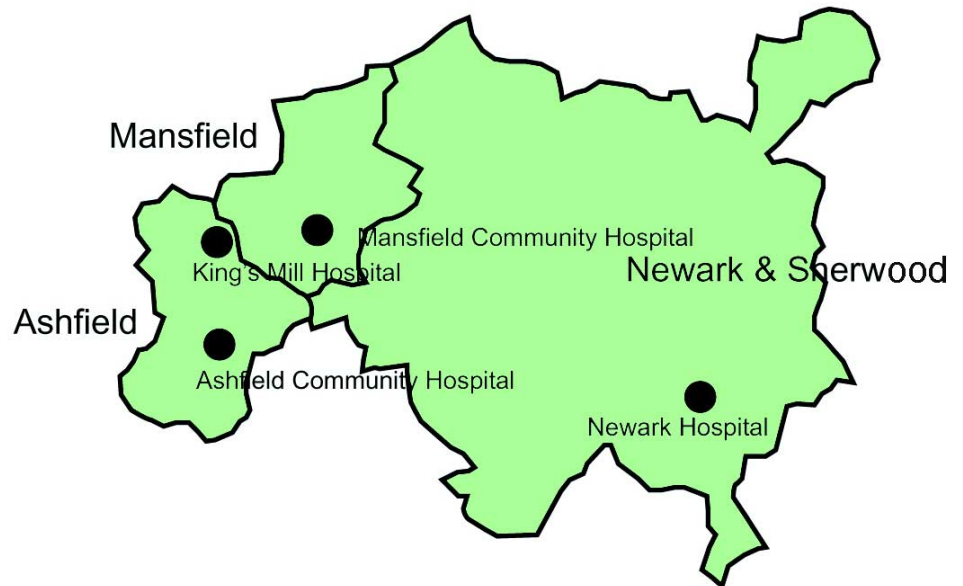 Mansfield
Mansfield Community Hospital
King's Mill Hospital
Newark & Sherwood
Ashfield
Ashfield Community Hospital
Newark Hospital